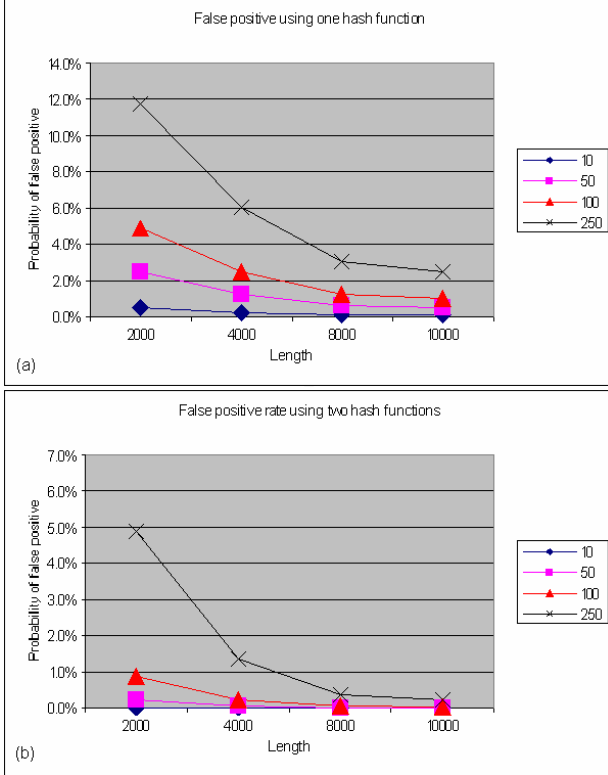 False positive using one hash function
14.0%
12.0%
10.0%
8.0%
6.0%
4.0%
2.0%
0.0%
Probability of false positive
2000 4000 8000 10000
Length
10
50
100
250
(a)
False positive rate using two hash functions
7.0%
6.0%
5.0%
4.0%
3.0%
2.0%
1.0%
0.0%
Probability of false positive
2000 4000 8000 10000
Length
10
50
100
250
(b)